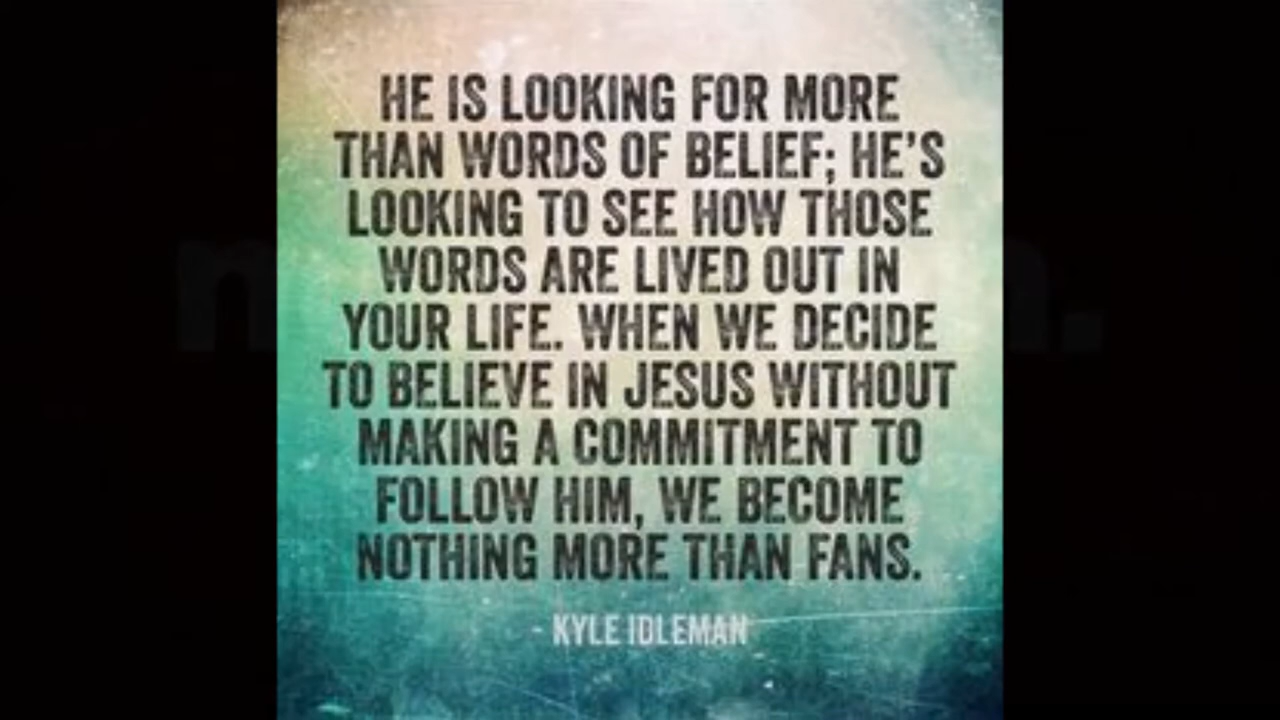 HE IS LOOKING FOR MORE
THAN WORDS OF BELIEF; HE'S
LOOKING TO SEE HOW THOSE
WORDS ARE LIVED OUT IN
YOUR LIFE. WHEN WE DECIDE
TO BELIEVE IN JESUS WITHOUT
MAKING A COMMITMENT TO
FOLLOW HIM, WE BECOME
NOTHING MORE THAN FANS.
- KYLE IDLEMAN